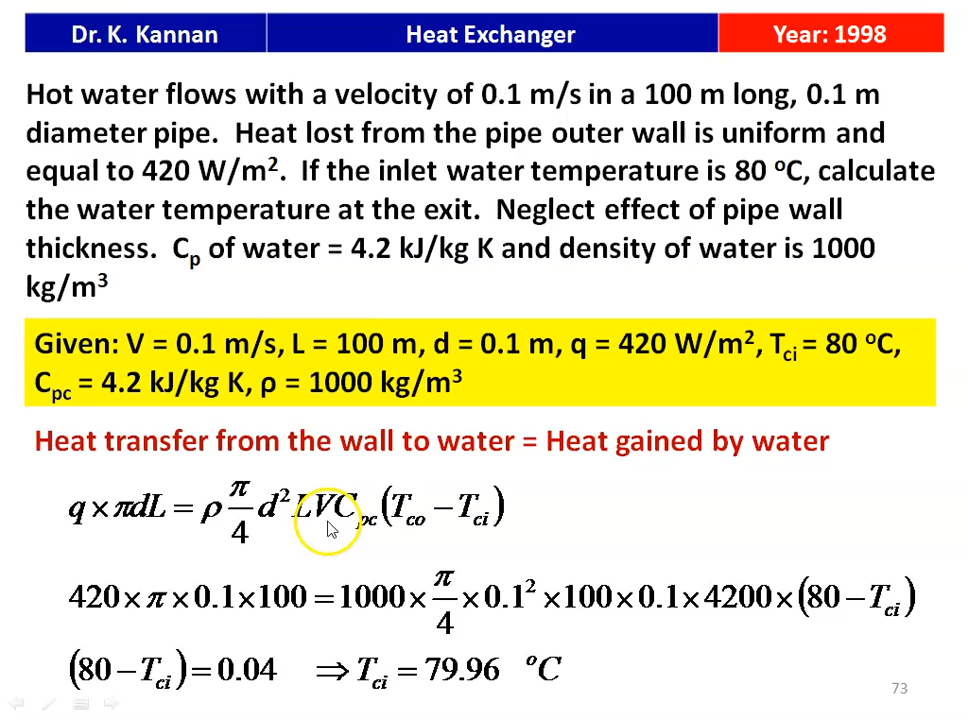 Dr. K. Kannan Heat Exchanger Year: 1998
Hot water flows with a velocity of 0.1 m/s in a 100 m long, 0.1 m
diameter pipe. Heat lost from the pipe outer wall is uniform and
equal to 420 W/m². If the inlet water temperature is 80 ᵒC, calculate
the water temperature at the exit. Neglect effect of pipe wall
thickness. Cₚ of water = 4.2 kJ/kg K and density of water is 1000
kg/m³
Given: V = 0.1 m/s, L = 100 m, d = 0.1 m, q = 420 W/m², T_ci = 80 ᵒC,
C_pc = 4.2 kJ/kg K, ρ = 1000 kg/m³
Heat transfer from the wall to water = Heat gained by water
q × πdL = ρ π/4 d² LVC_pc (T_co − T_ci)
420 × π × 0.1 × 100 = 1000 × π/4 × 0.1² × 100 × 0.1 × 4200 × (80 − T_ci)
(80 − T_ci) = 0.04 ⇒ T_ci = 79.96 ᵒC
73